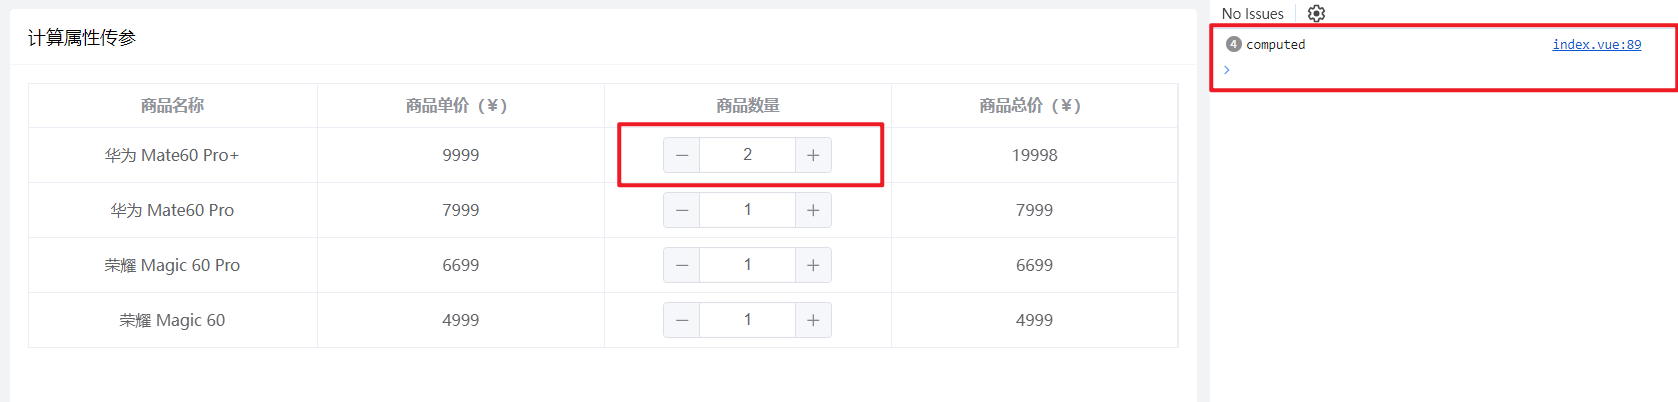 计算属性传参
No Issues
4 computed index.vue:89
商品名称 商品单价（¥） 商品数量 商品总价（¥）
华为 Mate60 Pro+ 9999 2 19998
华为 Mate60 Pro 7999 1 7999
荣耀 Magic 60 Pro 6699 1 6699
荣耀 Magic 60 4999 1 4999